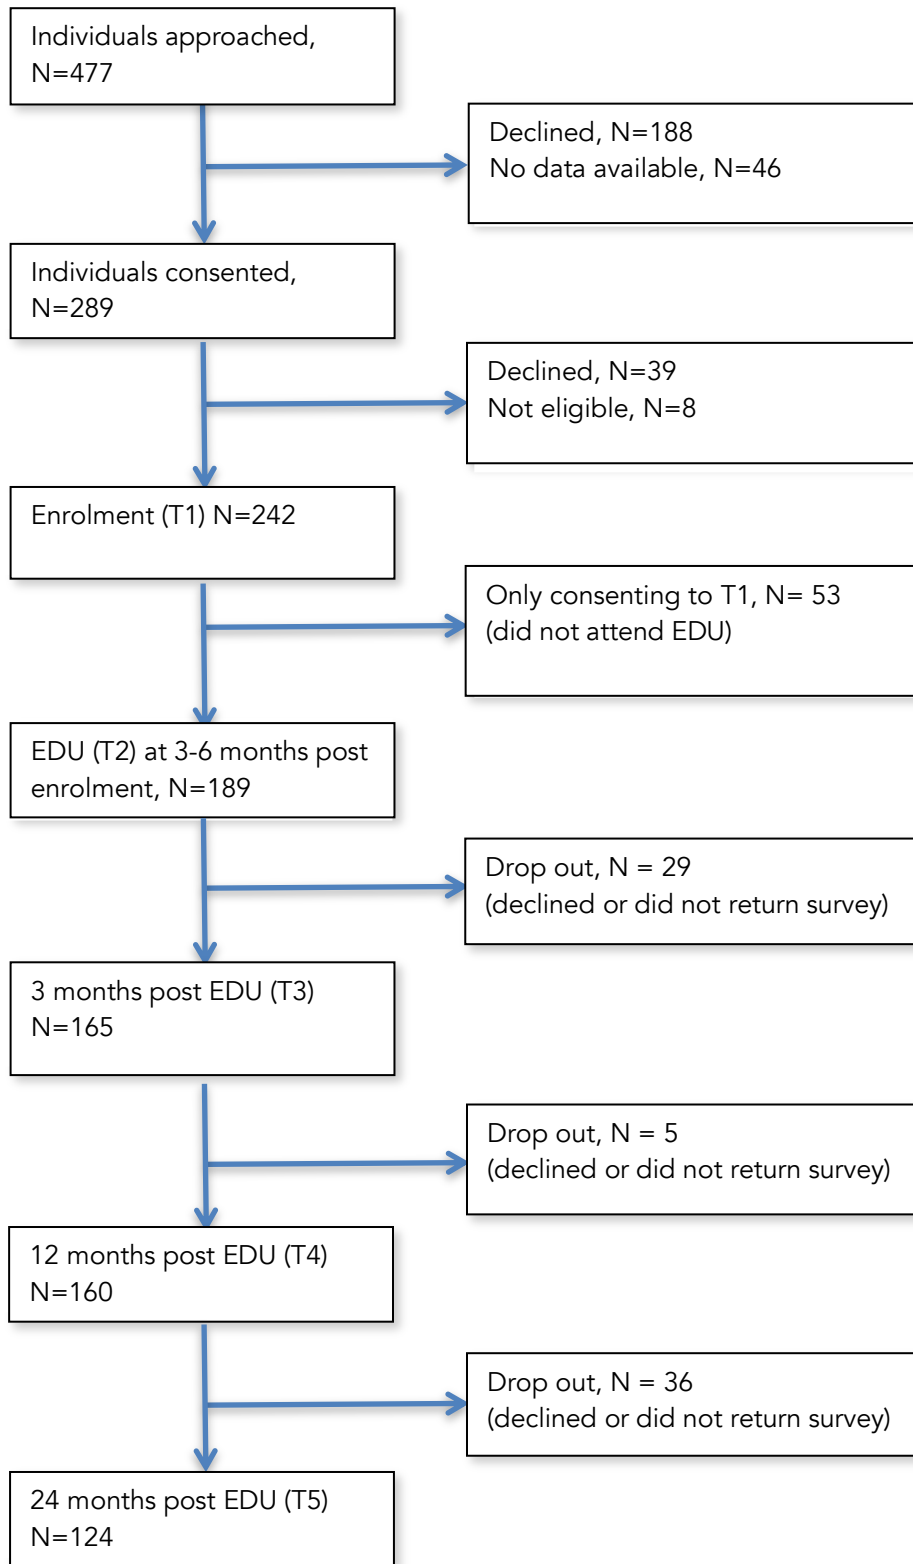 Individuals approached,
N=477
Declined, N=188
No data available, N=46
Individuals consented,
N=289
Declined, N=39
Not eligible, N=8
Enrolment (T1) N=242
Only consenting to T1, N= 53
(did not attend EDU)
EDU (T2) at 3-6 months post
enrolment, N=189
Drop out, N = 29
(declined or did not return survey)
3 months post EDU (T3)
N=165
Drop out, N = 5
(declined or did not return survey)
12 months post EDU (T4)
N=160
Drop out, N = 36
(declined or did not return survey)
24 months post EDU (T5)
N=124